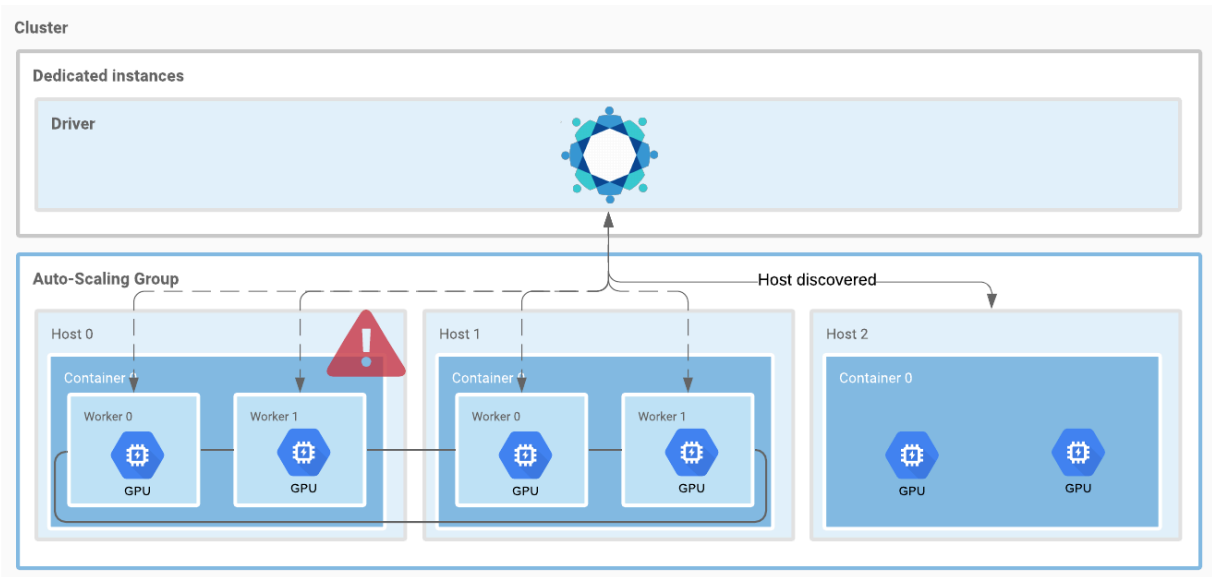 Cluster
Dedicated instances
Driver
Auto-Scaling Group
Host discovered
Host 0
Host 1
Host 2
Container
Container 0
Container 0
Worker 0
Worker 1
Worker 0
Worker 1
GPU
GPU
GPU
GPU
GPU
GPU